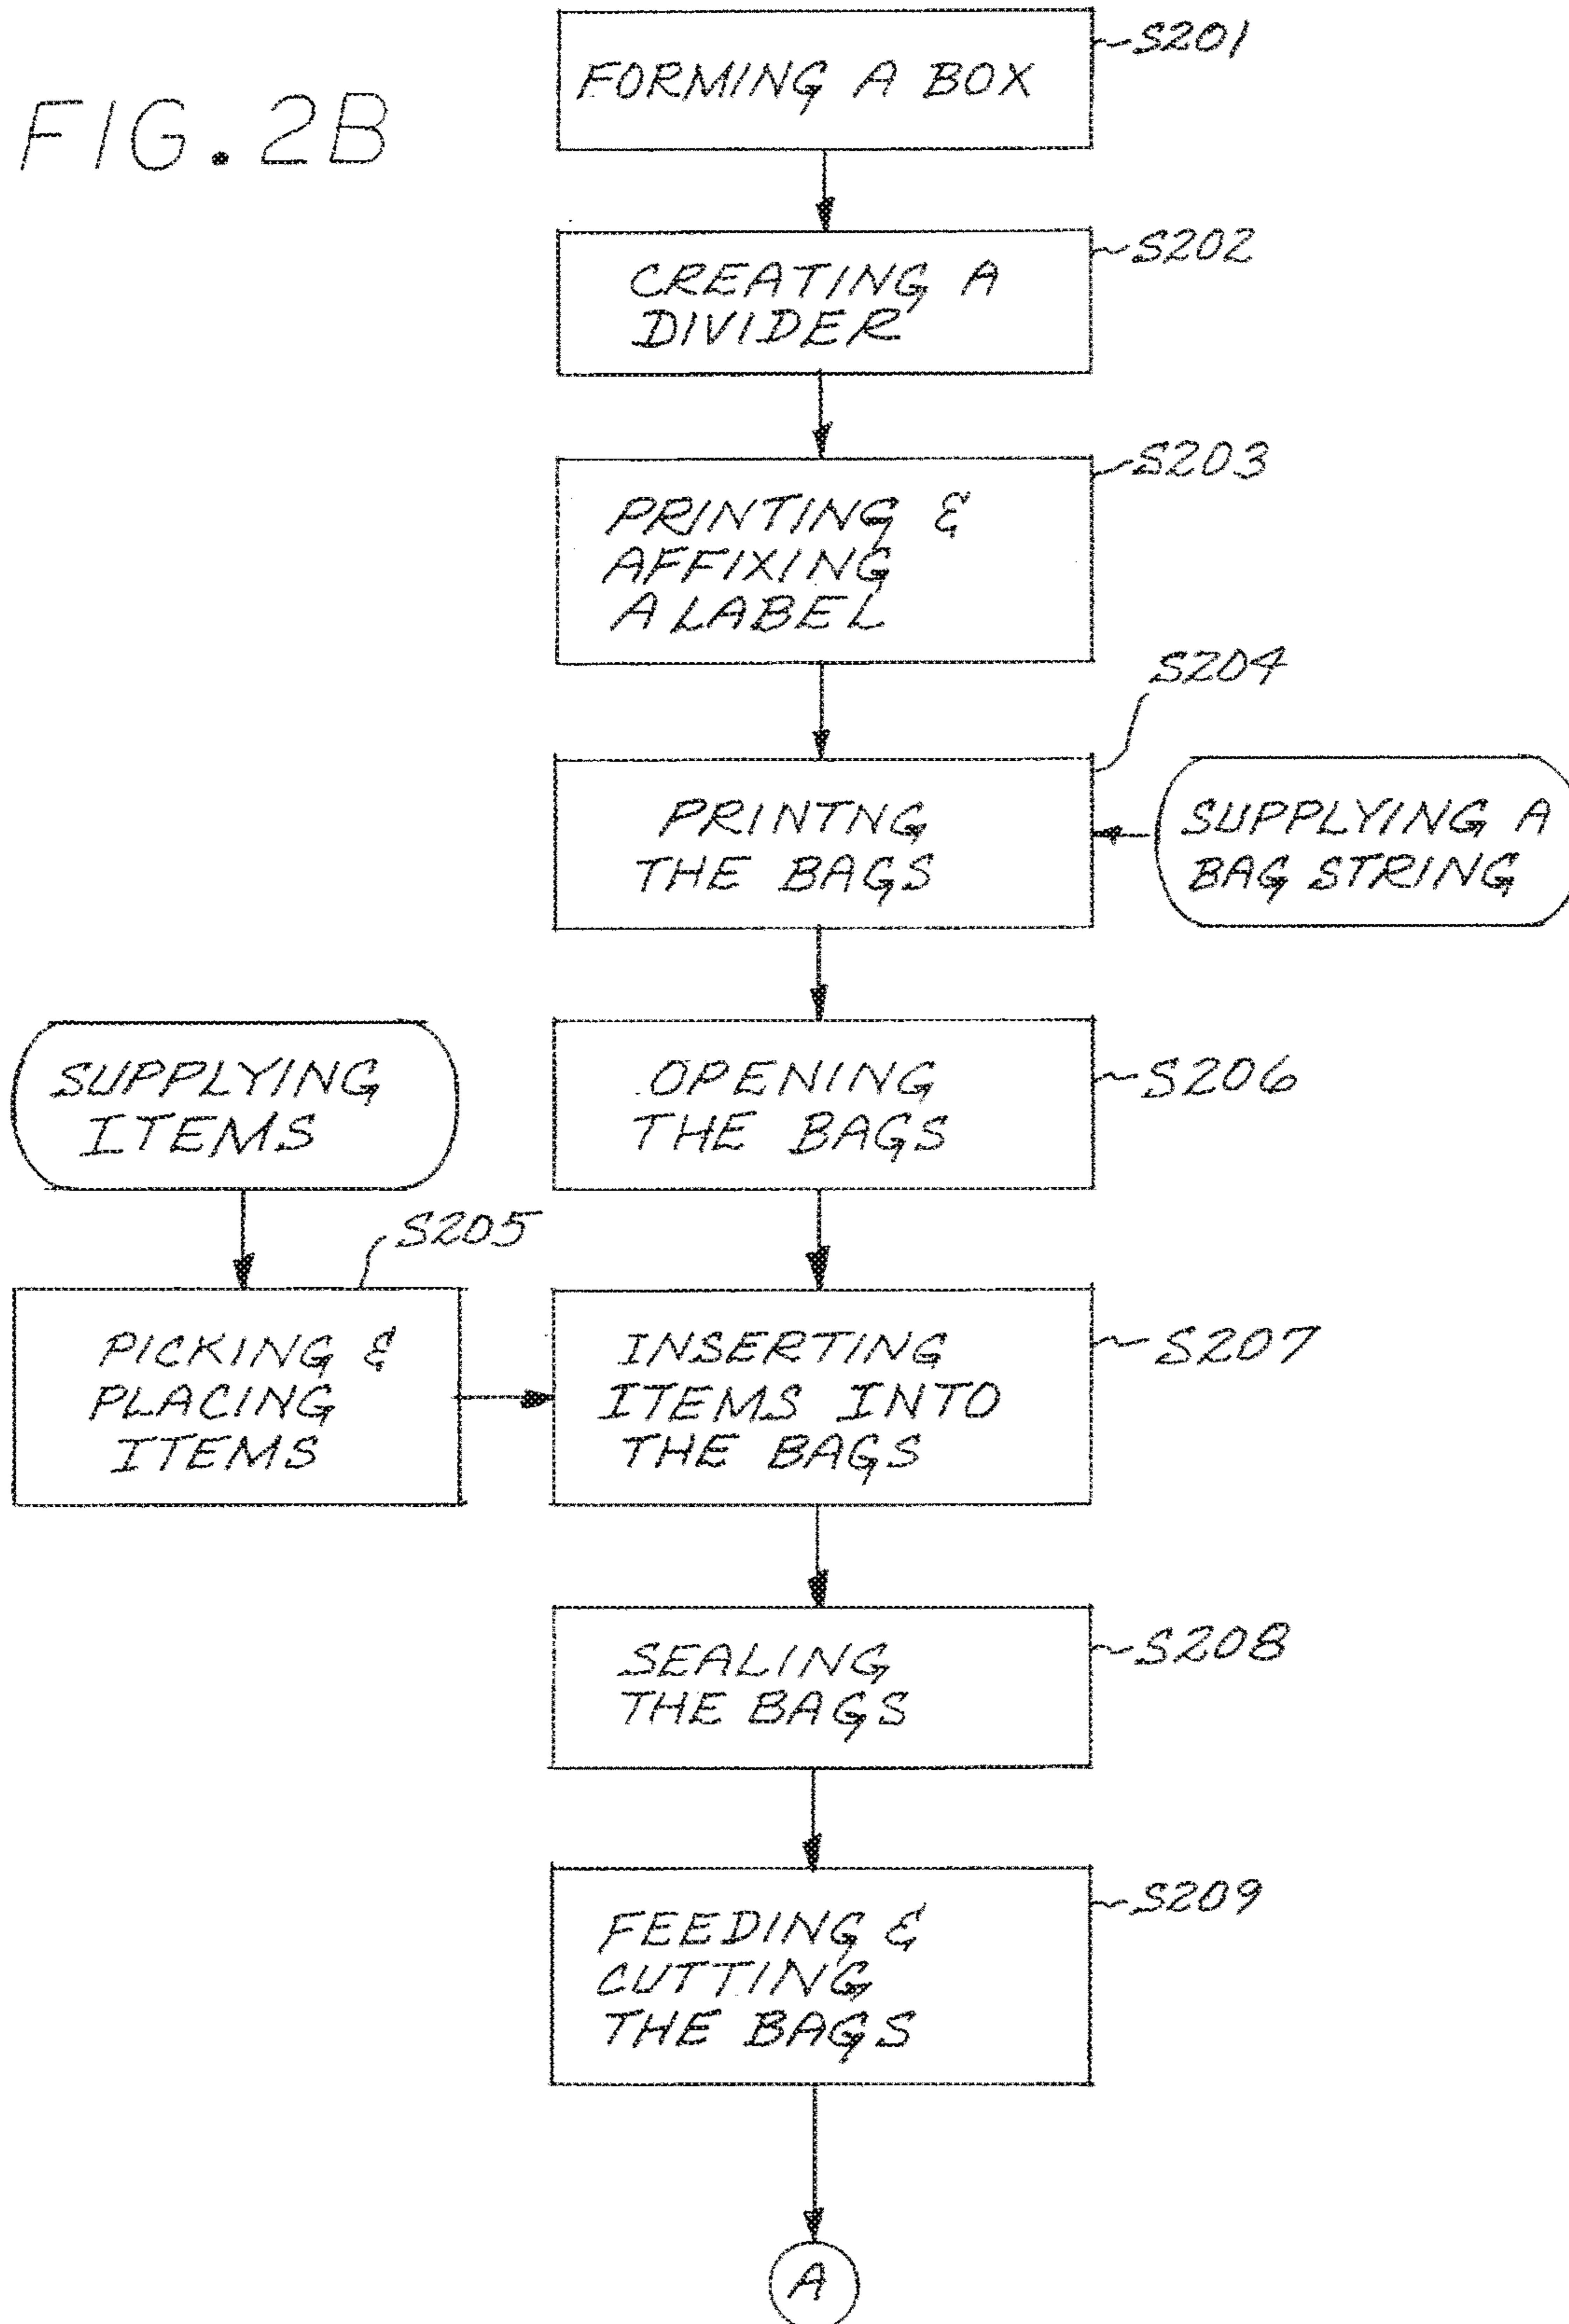 FIG. 2B
FORMING A BOX
S201
CREATING A
DIVIDER
S202
PRINTING &
AFFIXING
A LABEL
S203
PRINTNG
THE BAGS
S204
SUPPLYING A
BAG STRING
SUPPLYING
ITEMS
OPENING
THE BAGS
S206
S205
PICKING &
PLACING
ITEMS
INSERTING
ITEMS INTO
THE BAGS
S207
SEALING
THE BAGS
S208
FEEDING &
CUTTING
THE BAGS
S209
A